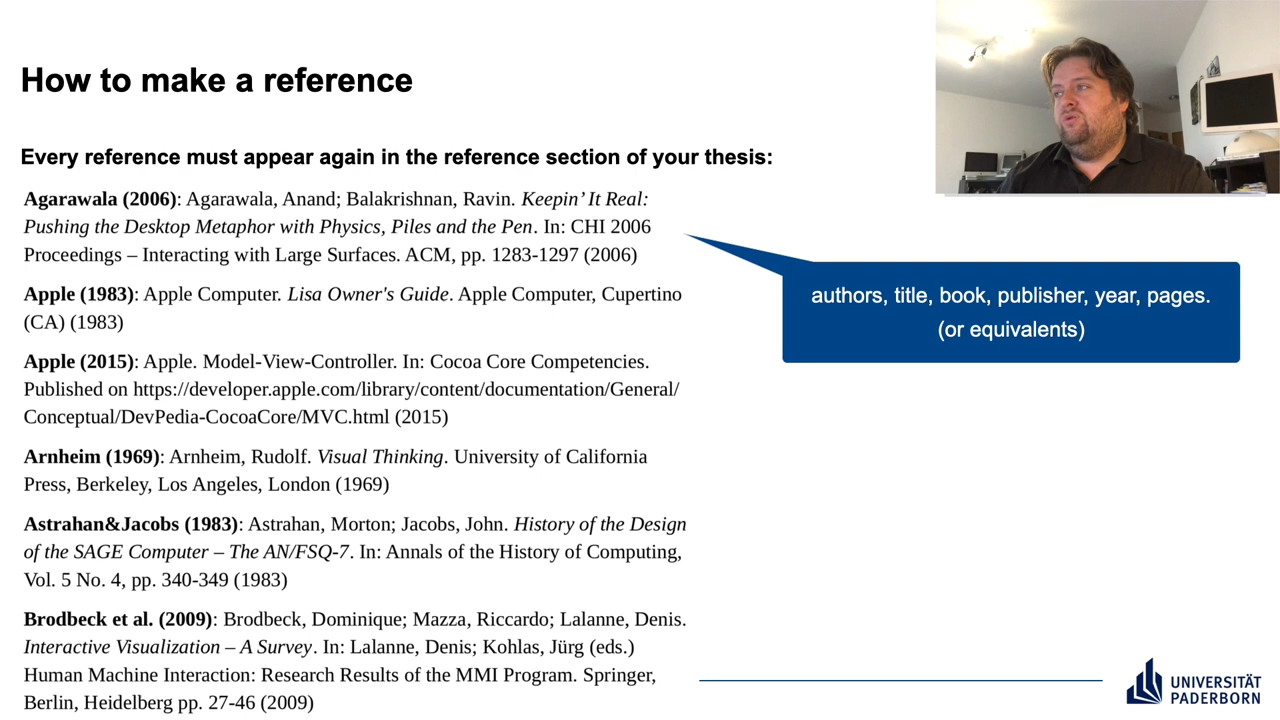 How to make a reference
Every reference must appear again in the reference section of your thesis:
Agarawala (2006): Agarawala, Anand; Balakrishnan, Ravin. Keepin’ It Real:
Pushing the Desktop Metaphor with Physics, Piles and the Pen. In: CHI 2006
Proceedings – Interacting with Large Surfaces. ACM, pp. 1283-1297 (2006)
Apple (1983): Apple Computer. Lisa Owner's Guide. Apple Computer, Cupertino
(CA) (1983)
Apple (2015): Apple. Model-View-Controller. In: Cocoa Core Competencies.
Published on https://developer.apple.com/library/content/documentation/General/
Conceptual/DevPedia-CocoaCore/MVC.html (2015)
Arnheim (1969): Arnheim, Rudolf. Visual Thinking. University of California
Press, Berkeley, Los Angeles, London (1969)
Astrahan&Jacobs (1983): Astrahan, Morton; Jacobs, John. History of the Design
of the SAGE Computer – The AN/FSQ-7. In: Annals of the History of Computing,
Vol. 5 No. 4, pp. 340-349 (1983)
Brodbeck et al. (2009): Brodbeck, Dominique; Mazza, Riccardo; Lalanne, Denis.
Interactive Visualization – A Survey. In: Lalanne, Denis; Kohlas, Jürg (eds.)
Human Machine Interaction: Research Results of the MMI Program. Springer,
Berlin, Heidelberg pp. 27-46 (2009)
authors, title, book, publisher, year, pages.
(or equivalents)
UNIVERSITÄT
PADERBORN